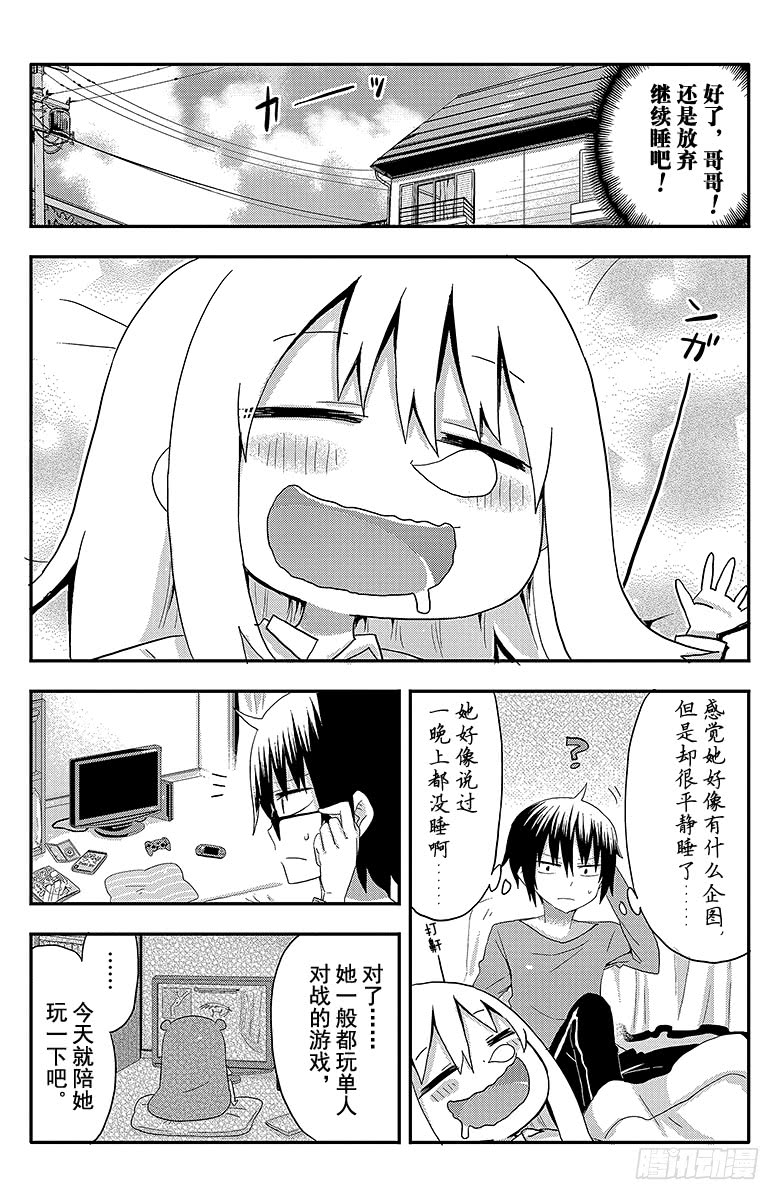 好了，哥哥！
还是放弃
继续睡吧！
カーッ
ンガ
感觉她好像有什么企图，
但是却很平静睡了……
?
她好像说过
一晚上都没睡啊……
打鼾
对了……
她一般都玩单人
对战的游戏，
……
今天就陪她
玩一下吧。
腾讯动漫